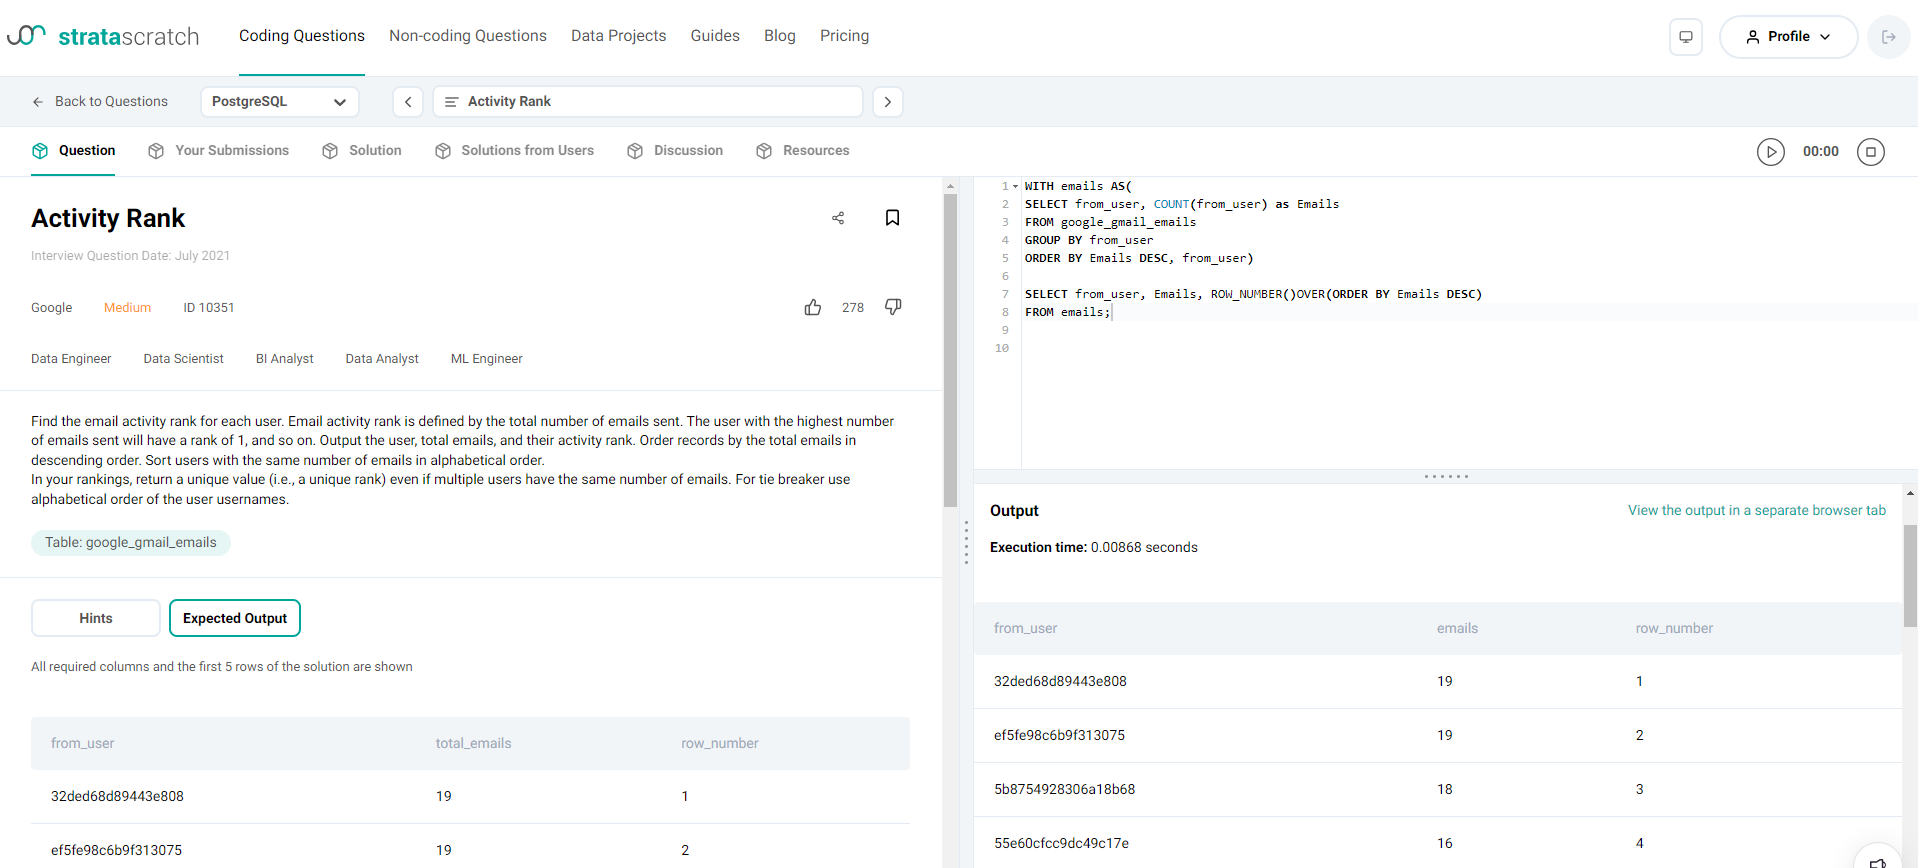 stratascratch
Coding Questions Non-coding Questions Data Projects Guides Blog Pricing
Profile
Back to Questions PostgreSQL Activity Rank
Question Your Submissions Solution Solutions from Users Discussion Resources 00:00
Activity Rank
Interview Question Date: July 2021
Google Medium ID 10351 278
Data Engineer Data Scientist BI Analyst Data Analyst ML Engineer
Find the email activity rank for each user. Email activity rank is defined by the total number of emails sent. The user with the highest number
of emails sent will have a rank of 1, and so on. Output the user, total emails, and their activity rank. Order records by the total emails in
descending order. Sort users with the same number of emails in alphabetical order.
In your rankings, return a unique value (i.e., a unique rank) even if multiple users have the same number of emails. For tie breaker use
alphabetical order of the user usernames.
Table: google_gmail_emails
Hints Expected Output
All required columns and the first 5 rows of the solution are shown
from_user total_emails row_number
32ded68d89443e808 19 1
ef5fe98c6b9f313075 19 2
1 WITH emails AS(
2 SELECT from_user, COUNT(from_user) as Emails
3 FROM google_gmail_emails
4 GROUP BY from_user
5 ORDER BY Emails DESC, from_user)
6
7 SELECT from_user, Emails, ROW_NUMBER()OVER(ORDER BY Emails DESC)
8 FROM emails;
9
10
Output View the output in a separate browser tab
Execution time: 0.00868 seconds
from_user emails row_number
32ded68d89443e808 19 1
ef5fe98c6b9f313075 19 2
5b8754928306a18b68 18 3
55e60cfcc9dc49c17e 16 4